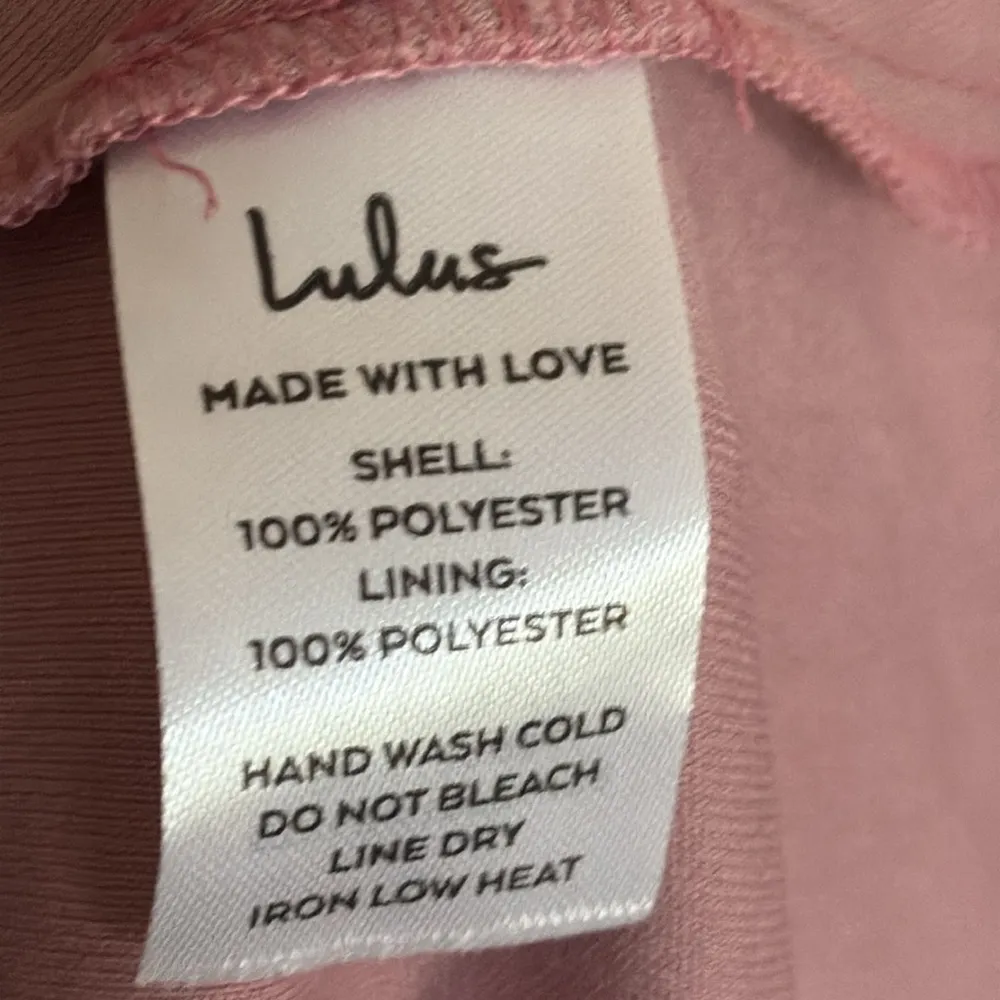 Lulus
MADE WITH LOVE
SHELL:
100% POLYESTER
LINING:
100% POLYESTER
HAND WASH COLD
DO NOT BLEACH
LINE DRY
IRON LOW HEAT